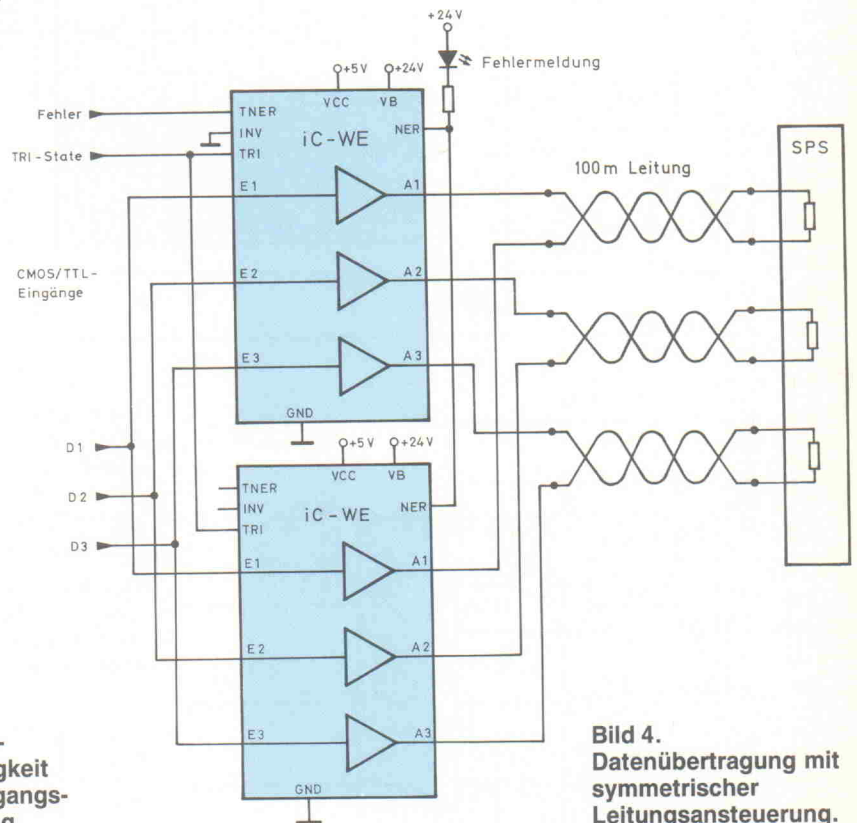 +24V
Fehlermeldung
+5V
+24V
Fehler
TNER
VCC
VB
INV
iC-WE
NER
TRI-State
TRI
SPS
100m Leitung
E1
A1
CMOS/TTL-
Eingänge
E2
A2
E3
A3
GND
D1
+5V
+24V
D2
TNER
VCC
VB
INV
iC-WE
NER
D3
TRI
E1
A1
E2
A2
E3
A3
GND
gkeit
gangs-
Bild 4.
Datenübertragung mit
symmetrischer
Leitungsansteuerung.